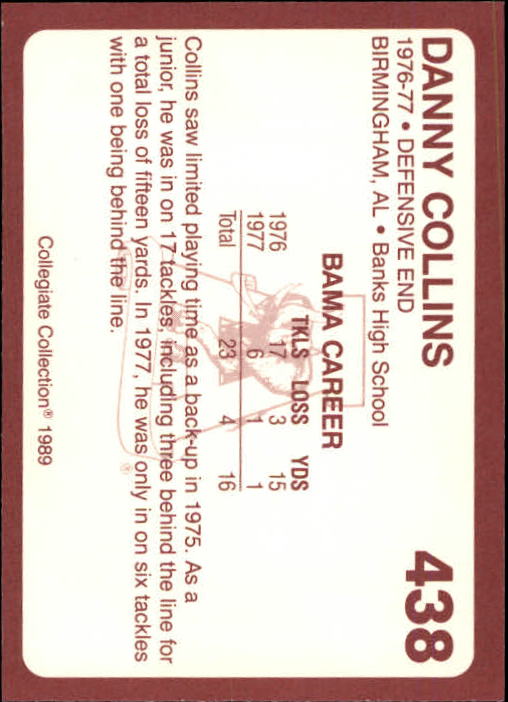 DANNY COLLINS 438
1976-77 • DEFENSIVE END
BIRMINGHAM, AL • Banks High School
BAMA CAREER
TKLS LOSS YDS
1976 17 3 15
1977 6 1 1
Total 23 4 16
Collins saw limited playing time as a back-up in 1975. As a
junior, he was in on 17 tackles, including three behind the line for
a total loss of fifteen yards. In 1977, he was only in on six tackles
with one being behind the line.
Collegiate Collection® 1989